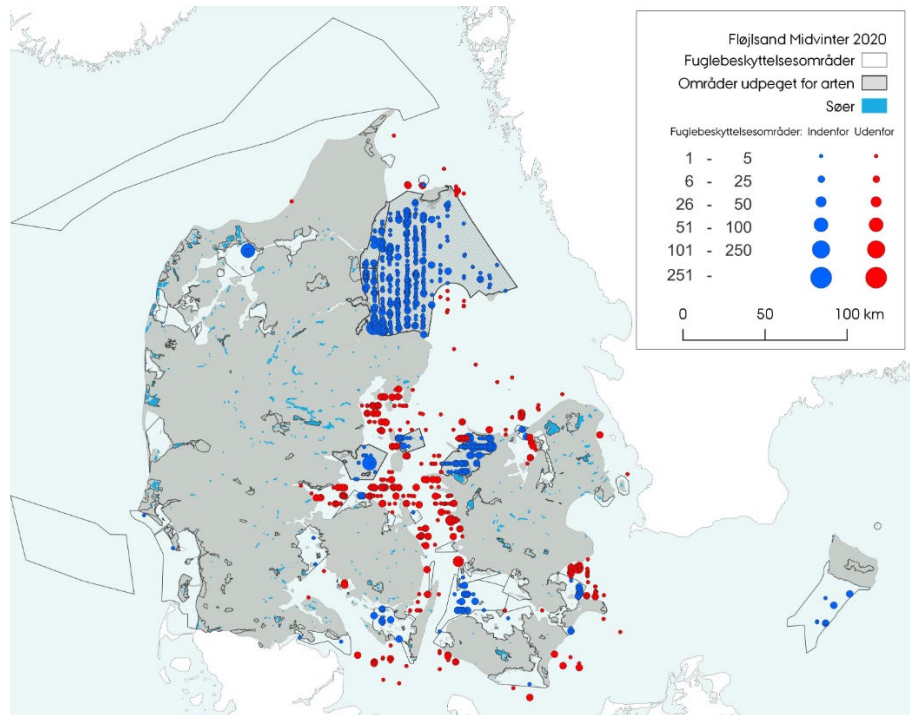 Fløjlsand Midvinter 2020
Fuglebeskyttelsesområder
Områder udpeget for arten
Søer
Fuglebeskyttelsesområder: Indenfor Udenfor
1 - 5
6 - 25
26 - 50
51 - 100
101 - 250
251 -
0 50 100 km